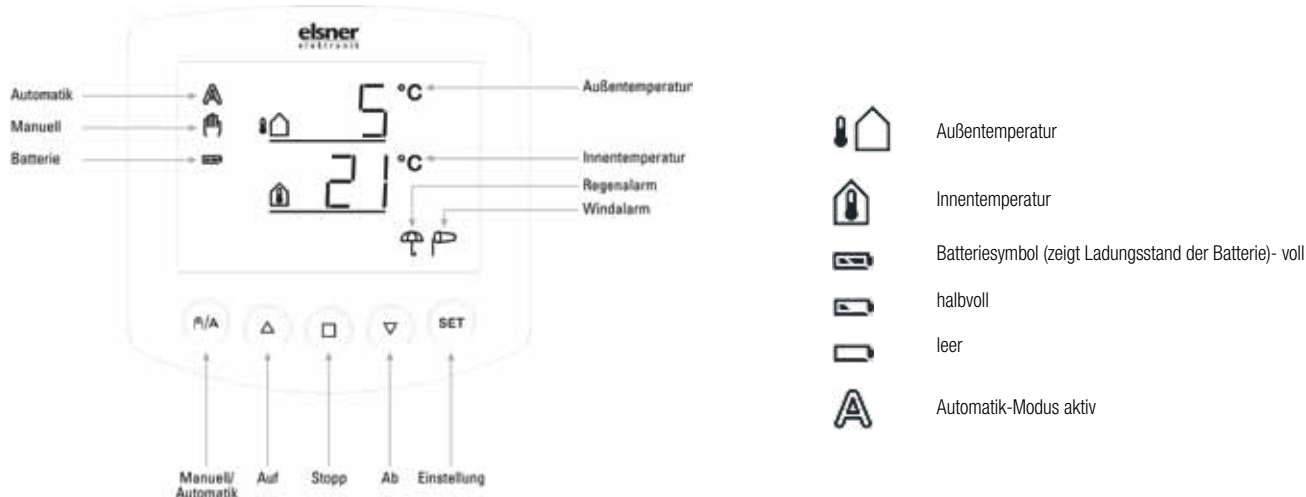 elsner
elektronik
Automatik
Manuell
Batterie
5 °C
21 °C
Außentemperatur
Innentemperatur
Regenalarm
Windalarm
/A
SET
Manuell/
Automatik
Auf
Stopp
Ab
Einstellung
Außentemperatur
Innentemperatur
Batteriesymbol (zeigt Ladungsstand der Batterie)- voll
halbvoll
leer
A
Automatik-Modus aktiv